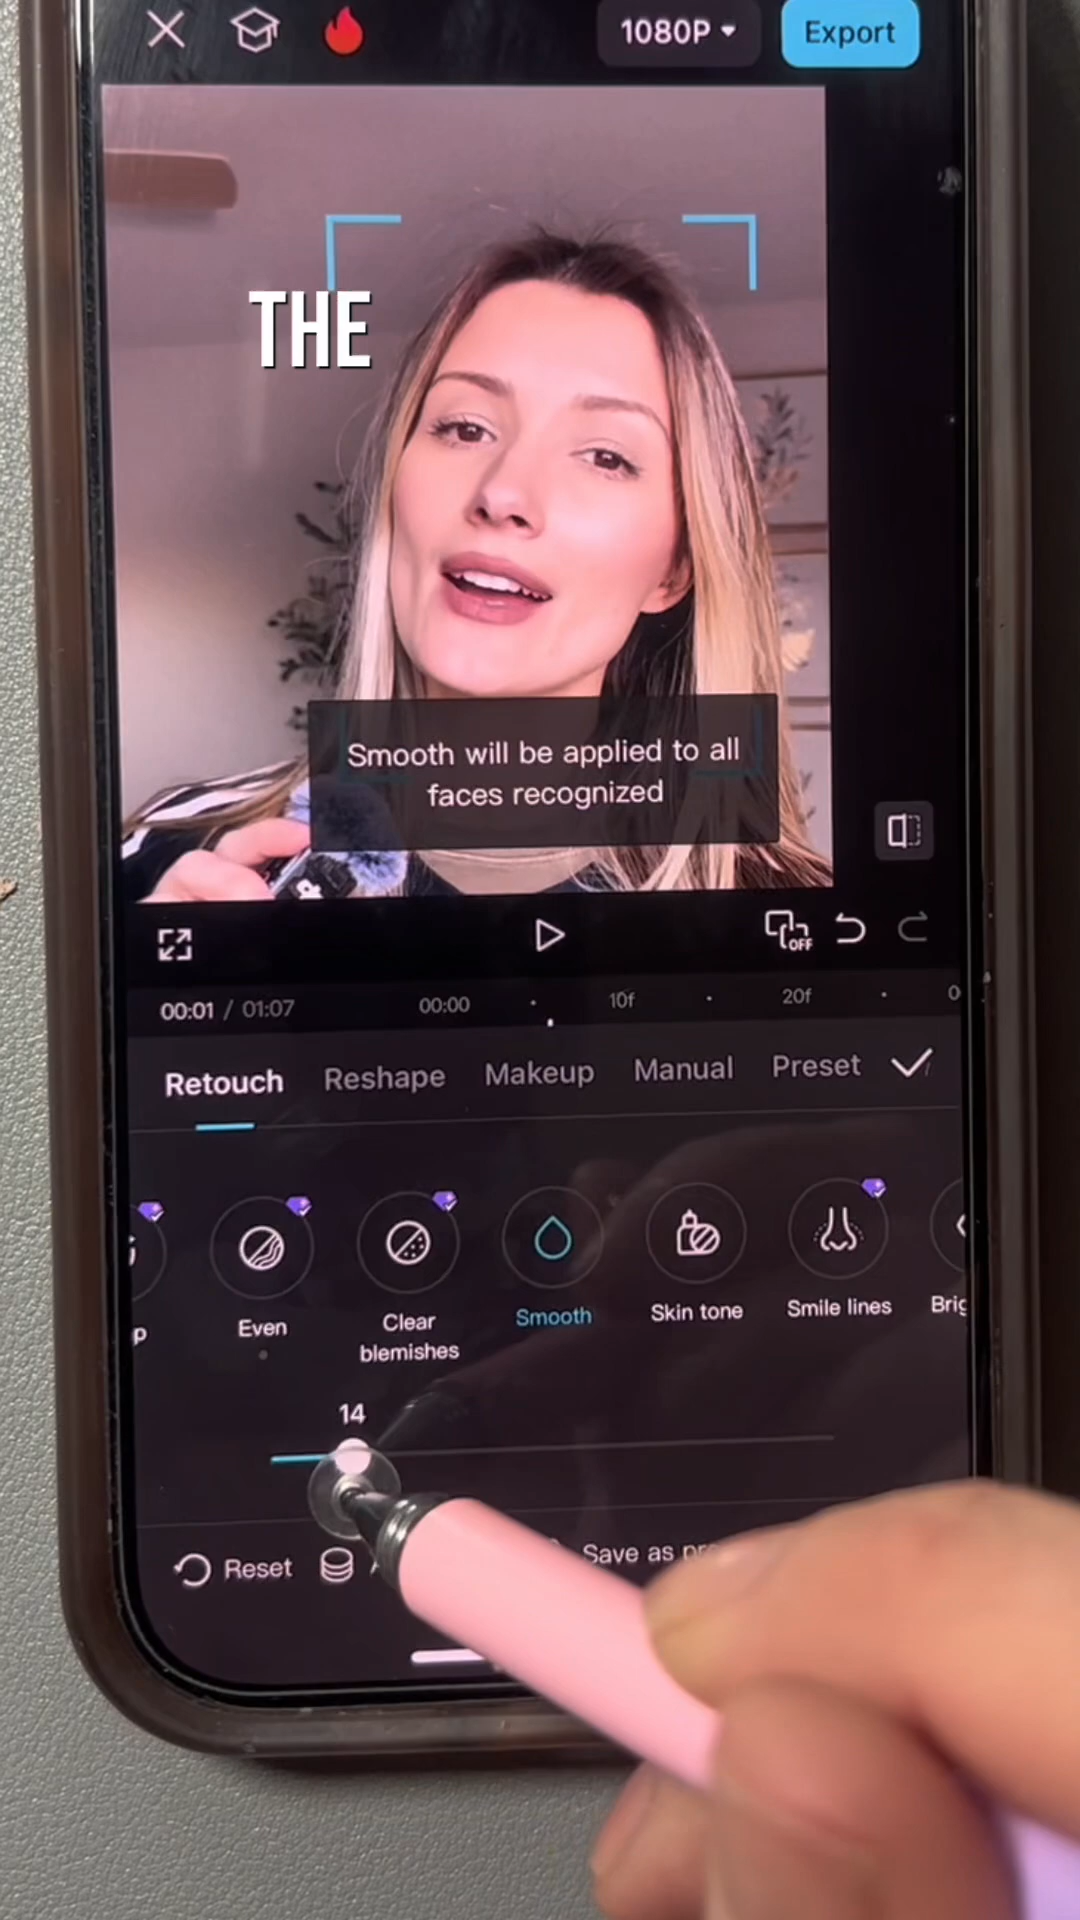 1080P
Export
THE
Smooth will be applied to all
faces recognized
OFF
00:01 / 01:07
00:00
10f
20f
Retouch
Reshape
Makeup
Manual
Preset
Even
Clear
blemishes
Smooth
Skin tone
Smile lines
14
Reset
Save as